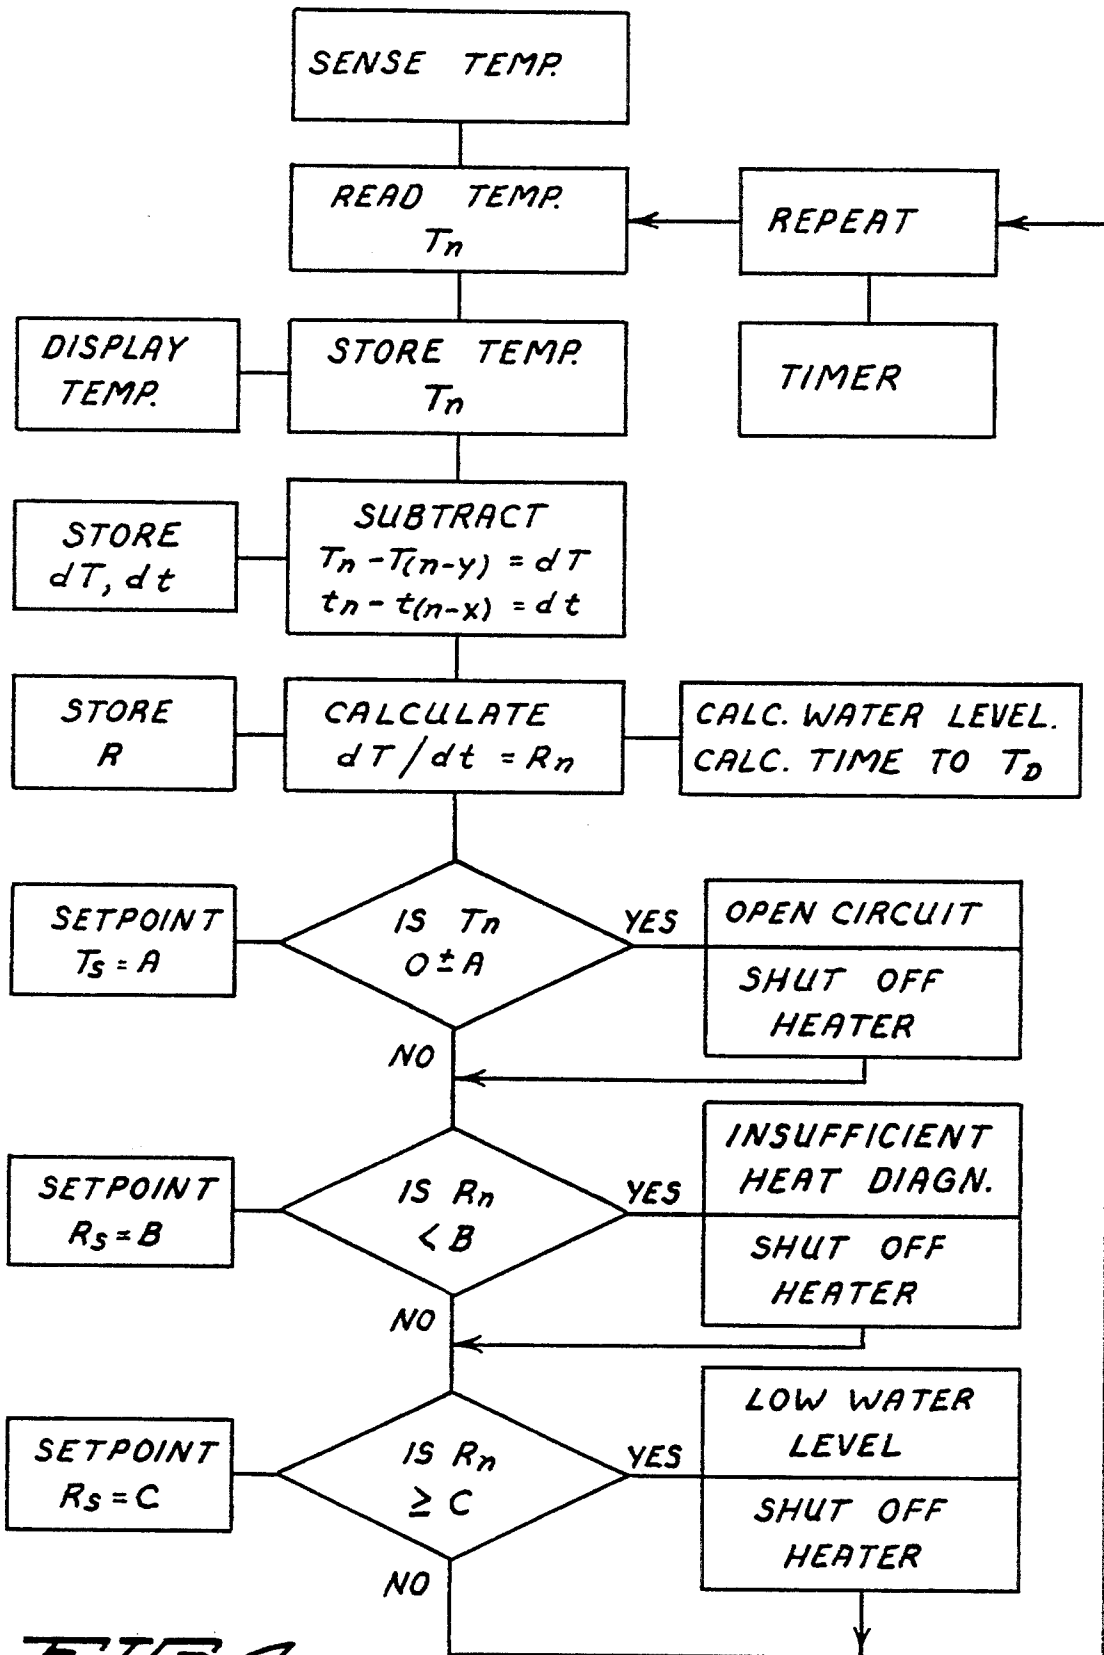 SENSE TEMP.
READ TEMP.
Tn
REPEAT
DISPLAY
TEMP.
STORE TEMP.
Tn
TIMER
STORE
dT, dt
SUBTRACT
Tn - T(n-y) = dT
tn - t(n-x) = dt
STORE
R
CALCULATE
dT/dt = Rn
CALC. WATER LEVEL.
CALC. TIME TO TD
SETPOINT
Ts = A
IS Tn
0 ± A
YES
OPEN CIRCUIT
SHUT OFF
HEATER
NO
SETPOINT
Rs = B
IS Rn
< B
YES
INSUFFICIENT
HEAT DIAGN.
SHUT OFF
HEATER
NO
SETPOINT
Rs = C
IS Rn
≥ C
YES
LOW WATER
LEVEL
SHUT OFF
HEATER
NO